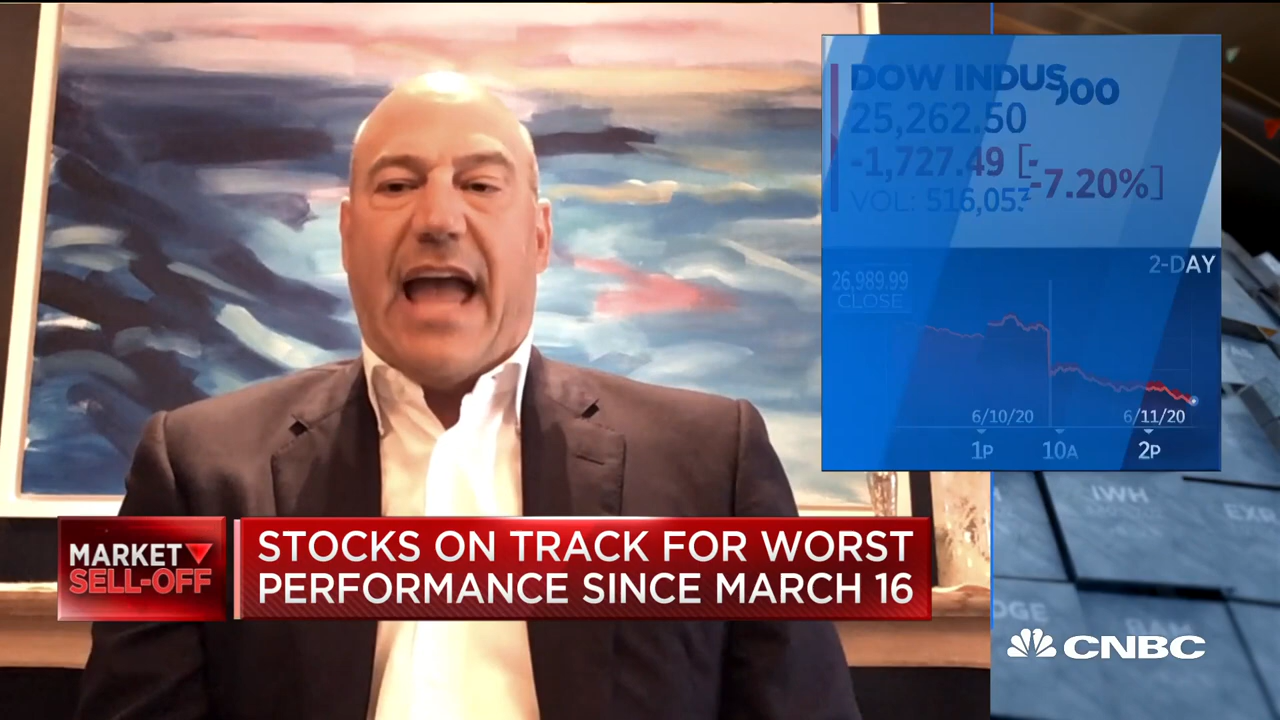 DOW INDUS
25,262.50
-1,727.49 [-
-7.20%]
VOL: 516,05
2-DAY
26,989.99
CLOSE
6/10/20
6/11/20
1P
10A
2P
MARKET
SELL-OFF
STOCKS ON TRACK FOR WORST
PERFORMANCE SINCE MARCH 16
IWH
EXR
CNBC